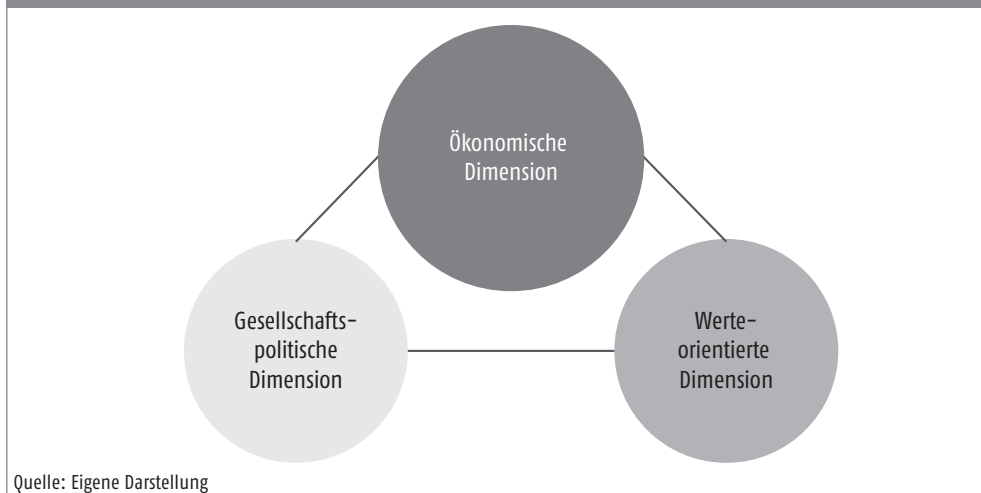 Ökonomische
Dimension
Gesellschafts-
politische
Dimension
Werte-
orientierte
Dimension
Quelle: Eigene Darstellung